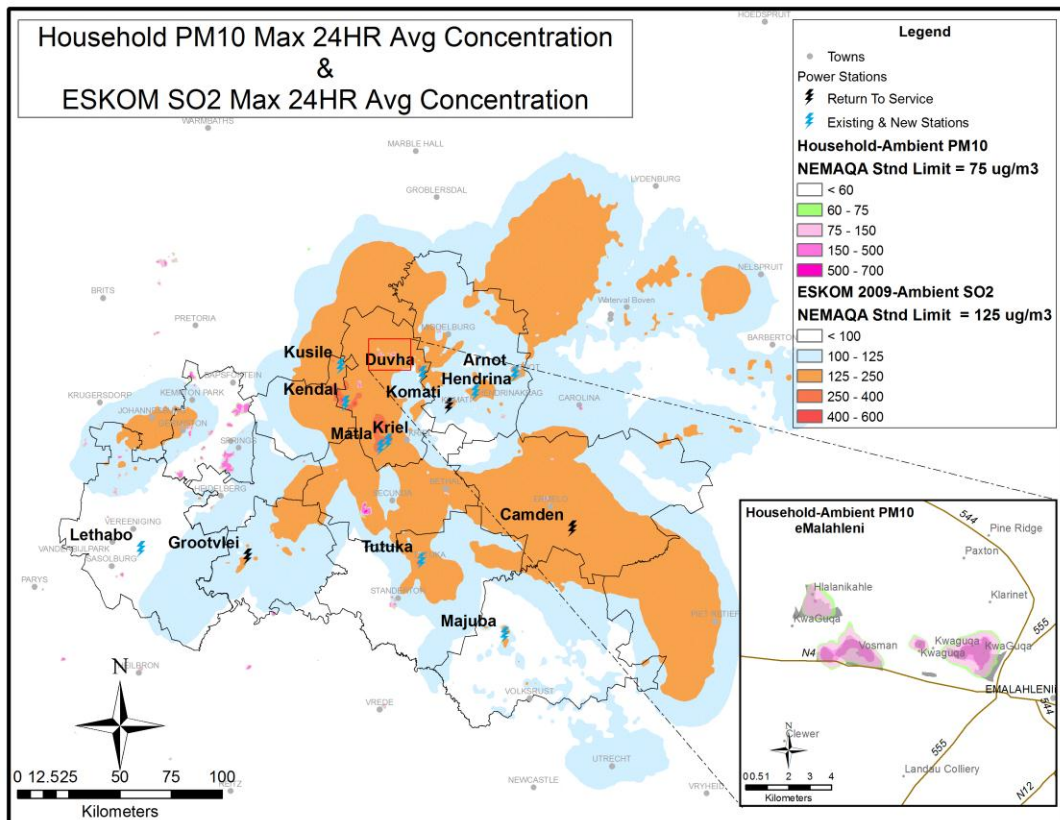 Household PM10 Max 24HR Avg Concentration
&
ESKOM SO2 Max 24HR Avg Concentration
HOEDSPRUIT
WARMBATHS
MARBLE HALL
GROBLERSDAL
LYDENBURG
BRITS
PRETORIA
NELSPRUIT
Waterval Boven
BARBERTON
MIDDELBURG
Kusile
Duvha
Arnot
Hendrina
Komati
Kendal
CAROLINA
KRUGERSDORP
KEMPTON PARK
SPRINGS
Matla
Kriel
HEIDELBERG
SECUNDA
Camden
Lethabo
VEREENIGING
VANDERBIJLPARK
SASOLBURG
Grootvlei
Tutuka
PARYS
STANDERTON
PIET RETIEF
Majuba
VOLKSRUST
VREDE
UTRECHT
NEWCASTLE
VRYHEID
N
0 12.525 50 75 100
Kilometers
Legend
Towns
Power Stations
Return To Service
Existing & New Stations
Household-Ambient PM10
NEMAQA Stnd Limit = 75 ug/m3
< 60
60 - 75
75 - 150
150 - 500
500 - 700
ESKOM 2009-Ambient SO2
NEMAQA Stnd Limit = 125 ug/m3
< 100
100 - 125
125 - 250
250 - 400
400 - 600
Household-Ambient PM10
eMalahleni
544
Pine Ridge
Paxton
Hlalanikahle
Klarinet
KwaGuqa
555
Vosman
Kwaguqa
Kwaguqa
KwaGuqa
N4
EMALAHLENI
544
Clewer
555
Landau Colliery
N12
N
00.51 2 3 4
Kilometers